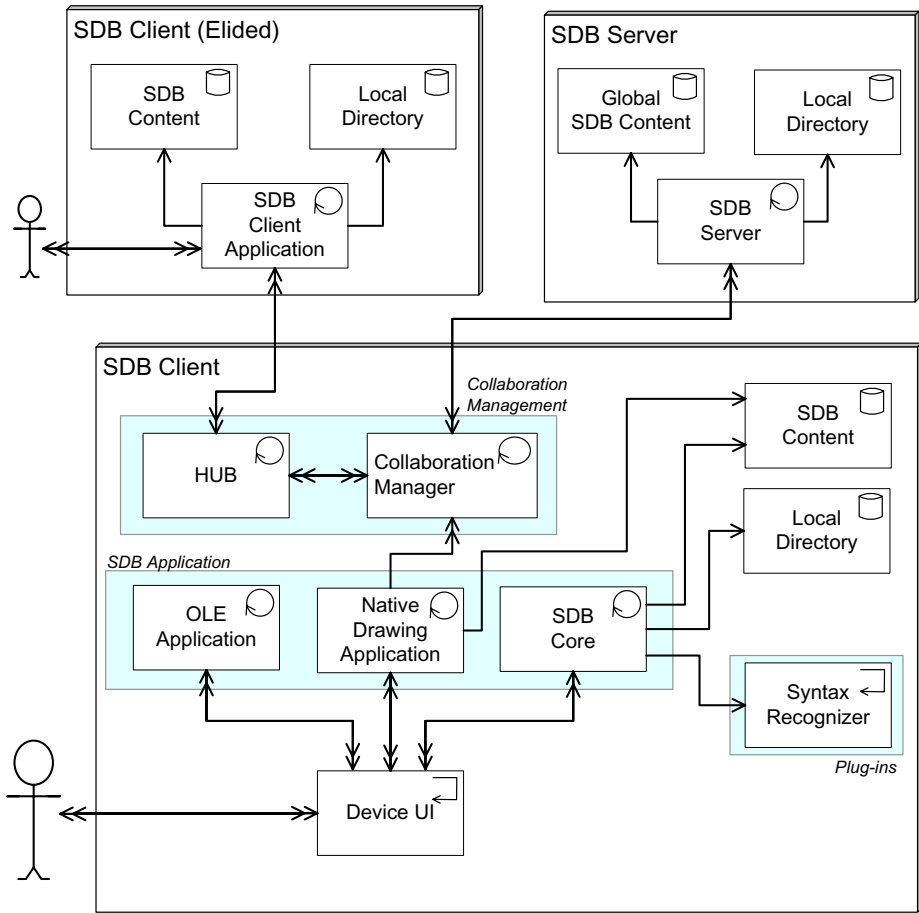 SDB Client (Elided)
SDB
Content
Local
Directory
SDB
Client
Application
SDB Server
Global
SDB Content
Local
Directory
SDB
Server
SDB Client
Collaboration
Management
HUB
Collaboration
Manager
SDB
Content
Local
Directory
SDB Application
OLE
Application
Native
Drawing
Application
SDB
Core
Syntax
Recognizer
Plug-ins
Device UI